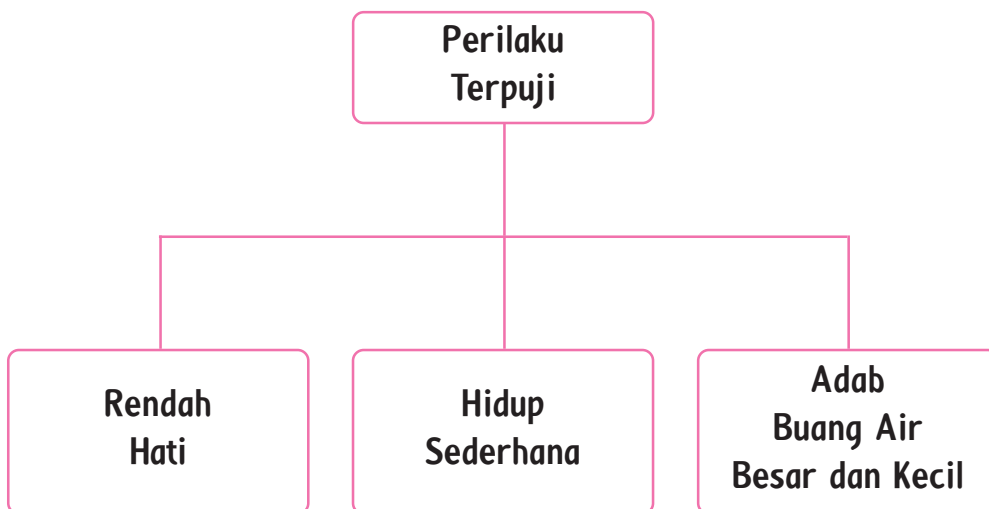 Perilaku
Terpuji
Rendah
Hati
Hidup
Sederhana
Adab
Buang Air
Besar dan Kecil